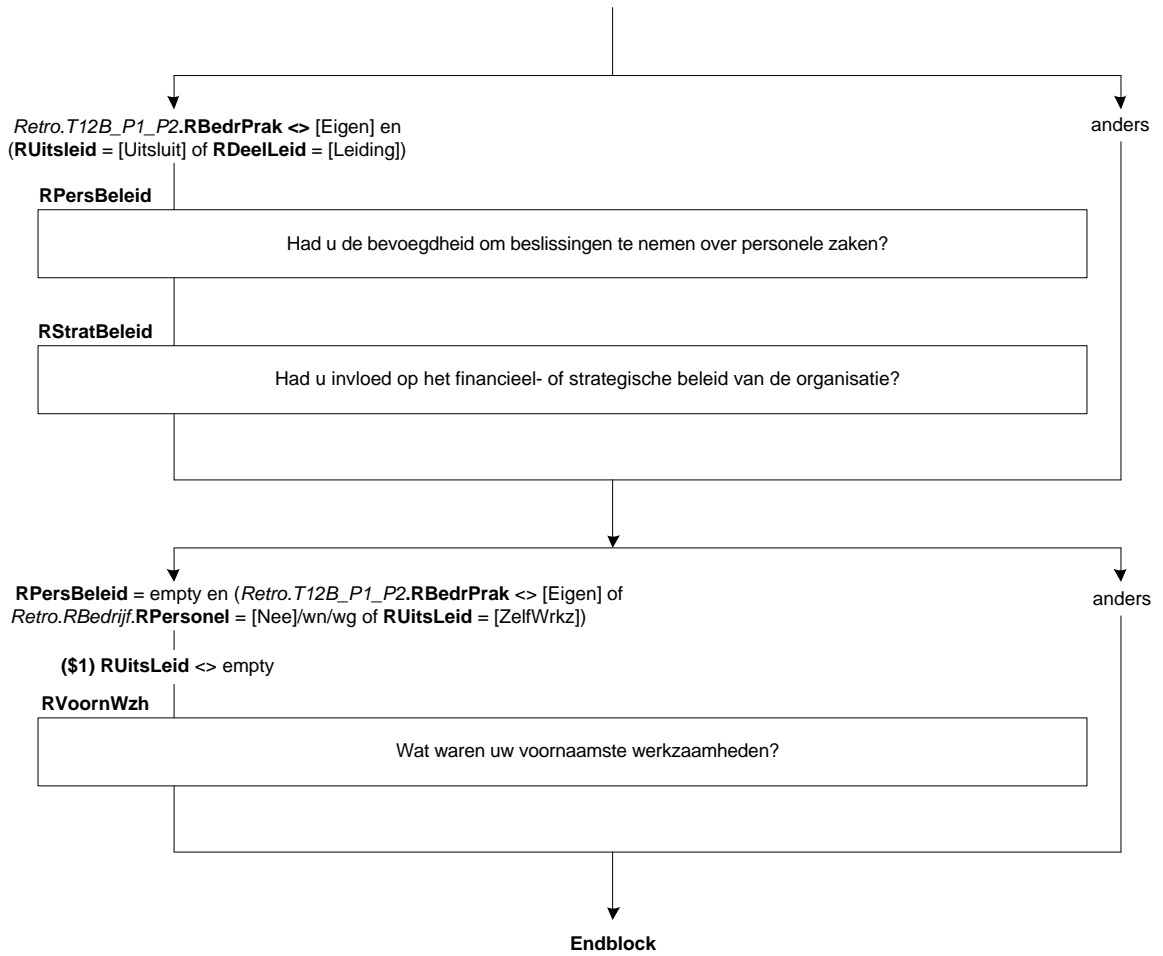 Retro.T12B_P1_P2.RBedrPrak <> [Eigen] en
(RUitsleid = [Uitsluit] of RDeelLeid = [Leiding])
anders
RPersBeleid
Had u de bevoegdheid om beslissingen te nemen over personele zaken?
RStratBeleid
Had u invloed op het financieel- of strategische beleid van de organisatie?
RPersBeleid = empty en (Retro.T12B_P1_P2.RBedrPrak <> [Eigen] of
Retro.RBedrijf.RPersonel = [Nee]/wn/wg of RUitsLeid = [ZelfWrkz])
anders
($1) RUitsLeid <> empty
RVoornWzh
Wat waren uw voornaamste werkzaamheden?
Endblock